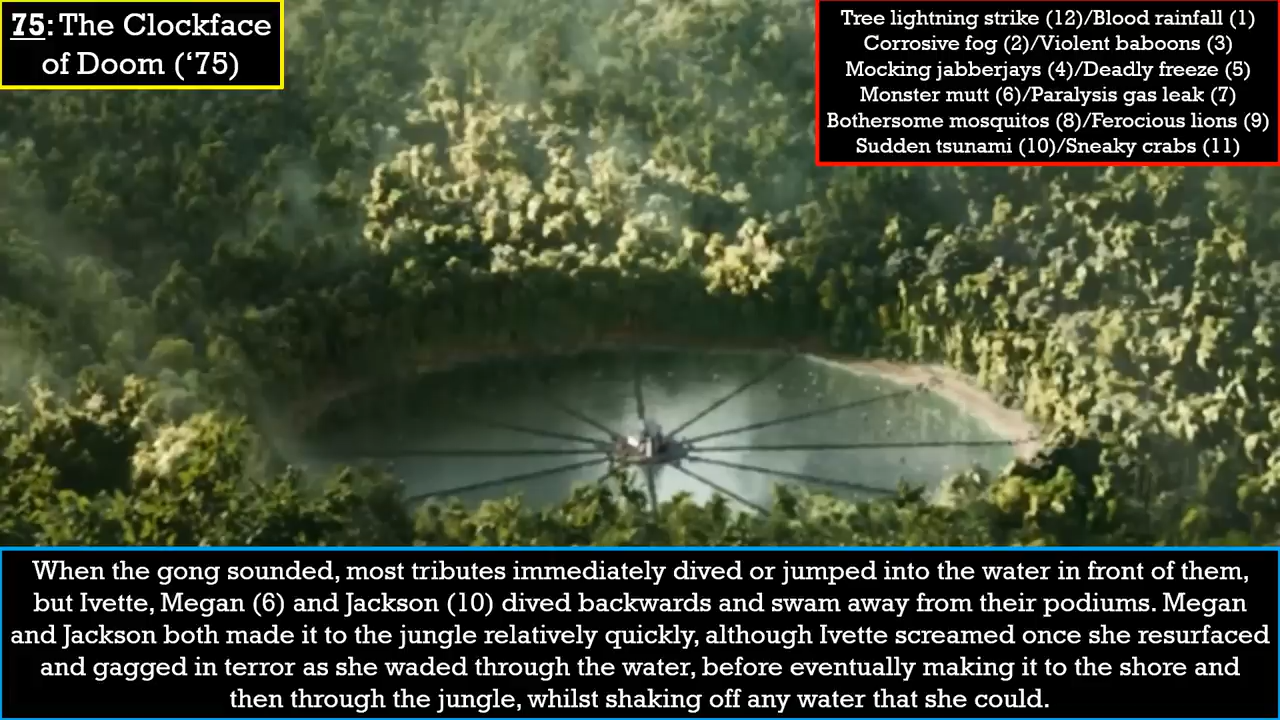 75: The Clockface
of Doom (‘75)
Tree lightning strike (12)/Blood rainfall (1)
Corrosive fog (2)/Violent baboons (3)
Mocking jabberjays (4)/Deadly freeze (5)
Monster mutt (6)/Paralysis gas leak (7)
Bothersome mosquitos (8)/Ferocious lions (9)
Sudden tsunami (10)/Sneaky crabs (11)
When the gong sounded, most tributes immediately dived or jumped into the water in front of them,
but Ivette, Megan (6) and Jackson (10) dived backwards and swam away from their podiums. Megan
and Jackson both made it to the jungle relatively quickly, although Ivette screamed once she resurfaced
and gagged in terror as she waded through the water, before eventually making it to the shore and
then through the jungle, whilst shaking off any water that she could.